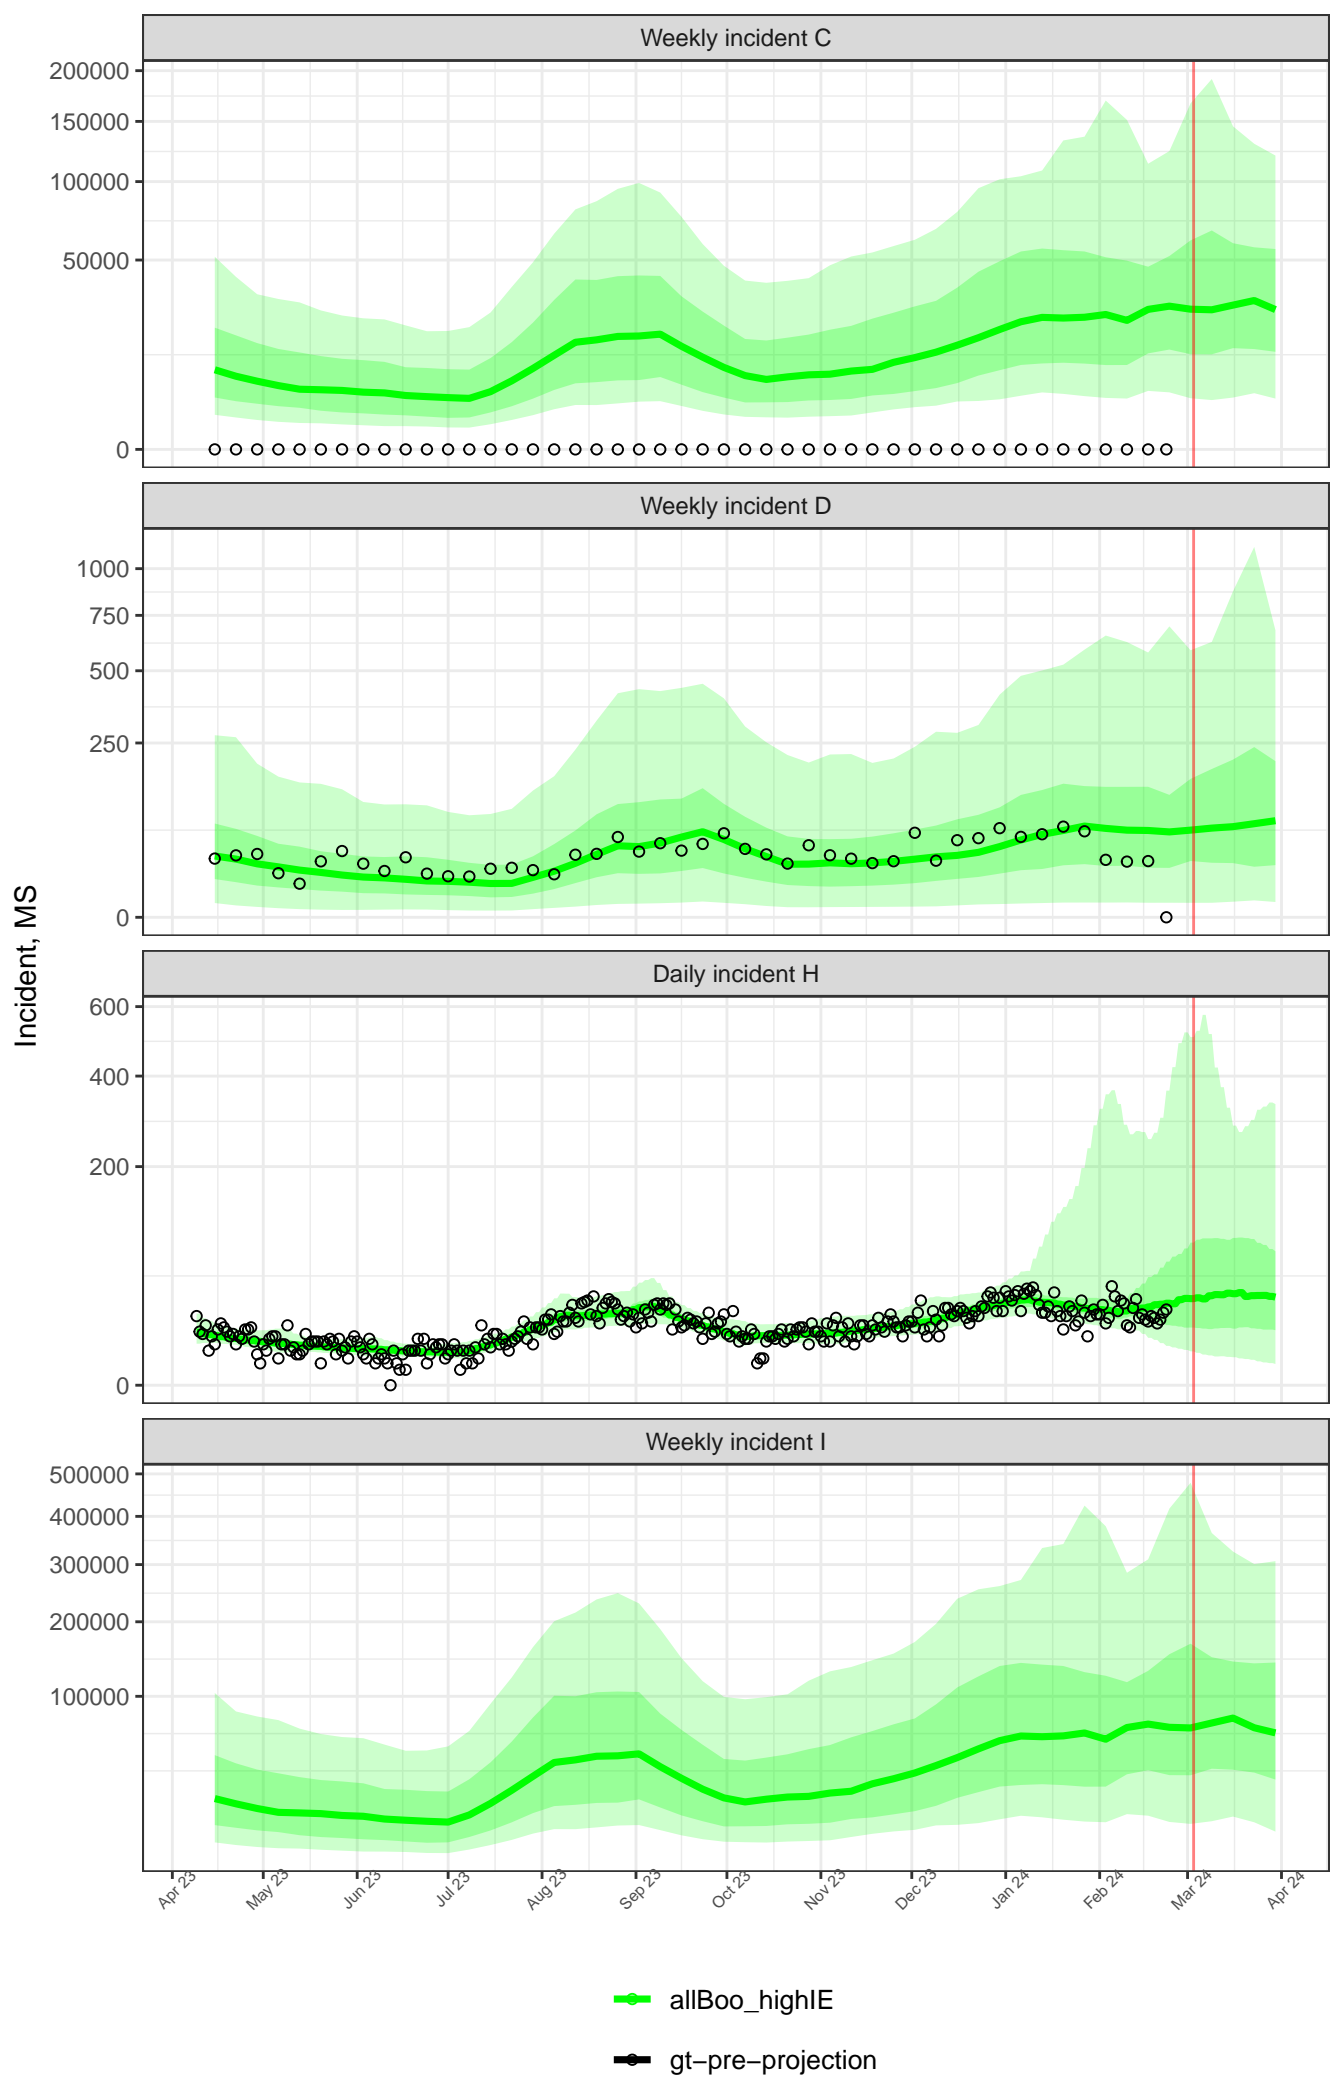 Weekly incident C
200000
150000
100000
50000
0
Weekly incident D
1000
750
500
250
0
Incident, MS
Daily incident H
600
400
200
0
Weekly incident I
500000
400000
300000
200000
100000
Apr 23 May 23 Jun 23 Jul 23 Aug 23 Sep 23 Oct 23 Nov 23 Dec 23 Jan 24 Feb 24 Mar 24 Apr 24
allBoo_highIE
gt−pre−projection